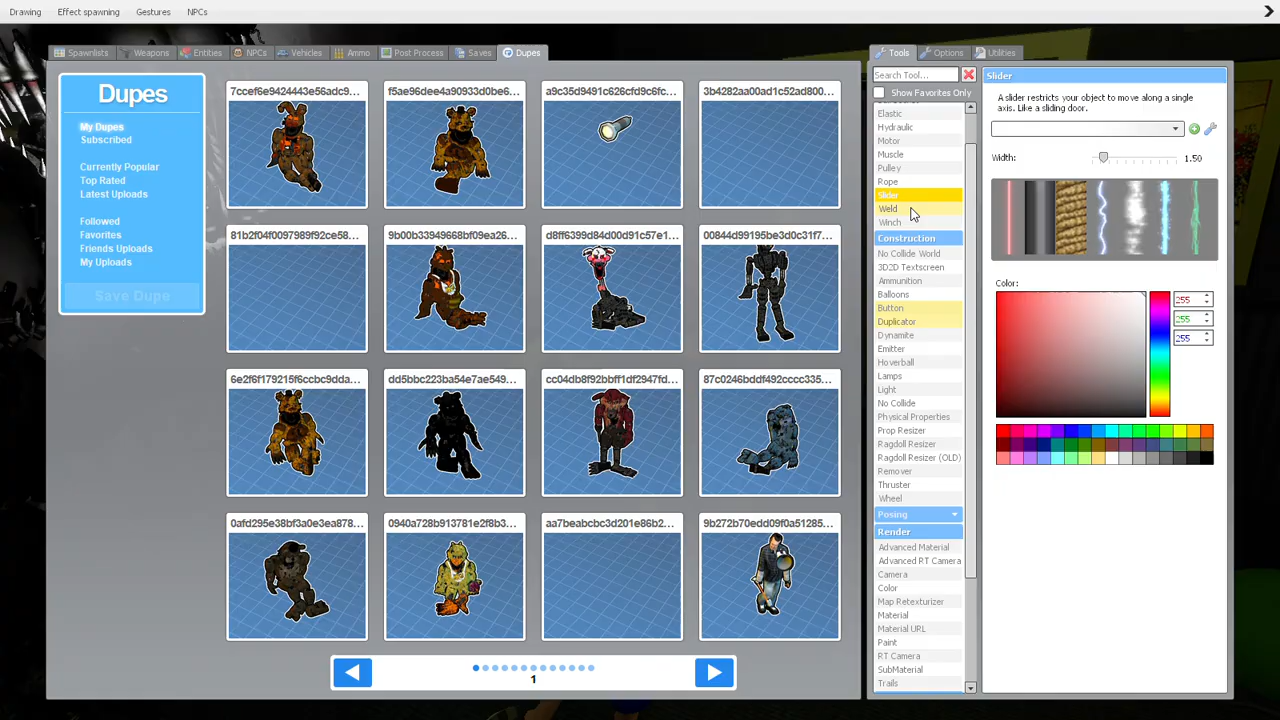 Drawing Effect spawning Gestures NPCs
Spawnlists Weapons Entities NPCs Vehicles Ammo Post Process Saves Dupes
Dupes
My Dupes
Subscribed
Currently Popular
Top Rated
Latest Uploads
Followed
Favorites
Friends Uploads
My Uploads
Save Dupe
7ccef6e9424443e56adc9...
f5ae96dee4a90933d0be6...
a9c35d9491c626cfd9c6fc...
3b4282aa00ad1c52ad800...
81b2f04f0097989f92ce58...
9b00b33949668bf09ea26...
d8ff6399d84d00d91c57e1...
00844d99195be3d0c31f7...
6e2f6f179215f6ccbc9dda...
dd5bbc223ba54e7ae549...
cc04db8f92bbff1df2947fd...
87c0246bddf492cccc335...
0afd295e38bf3a0e3ea878...
0940a728b913781e2f8b3...
aa7beabcbc3d201e86b2...
9b272b70edd09f0a51285...
1
Tools Options Utilities
Search Tool...
Show Favorites Only
Elastic
Hydraulic
Motor
Muscle
Pulley
Rope
Slider
Weld
Winch
Construction
No Collide World
3D2D Textscreen
Ammunition
Balloons
Button
Duplicator
Dynamite
Emitter
Hoverball
Lamps
Light
No Collide
Physical Properties
Prop Resizer
Ragdoll Resizer
Ragdoll Resizer (OLD)
Remover
Thruster
Wheel
Posing
Render
Advanced Material
Advanced RT Camera
Camera
Color
Map Retexturizer
Material
Material URL
Paint
RT Camera
SubMaterial
Trails
Slider
A slider restricts your object to move along a single
axis. Like a sliding door.
Width: 1.50
Color:
255
255
255